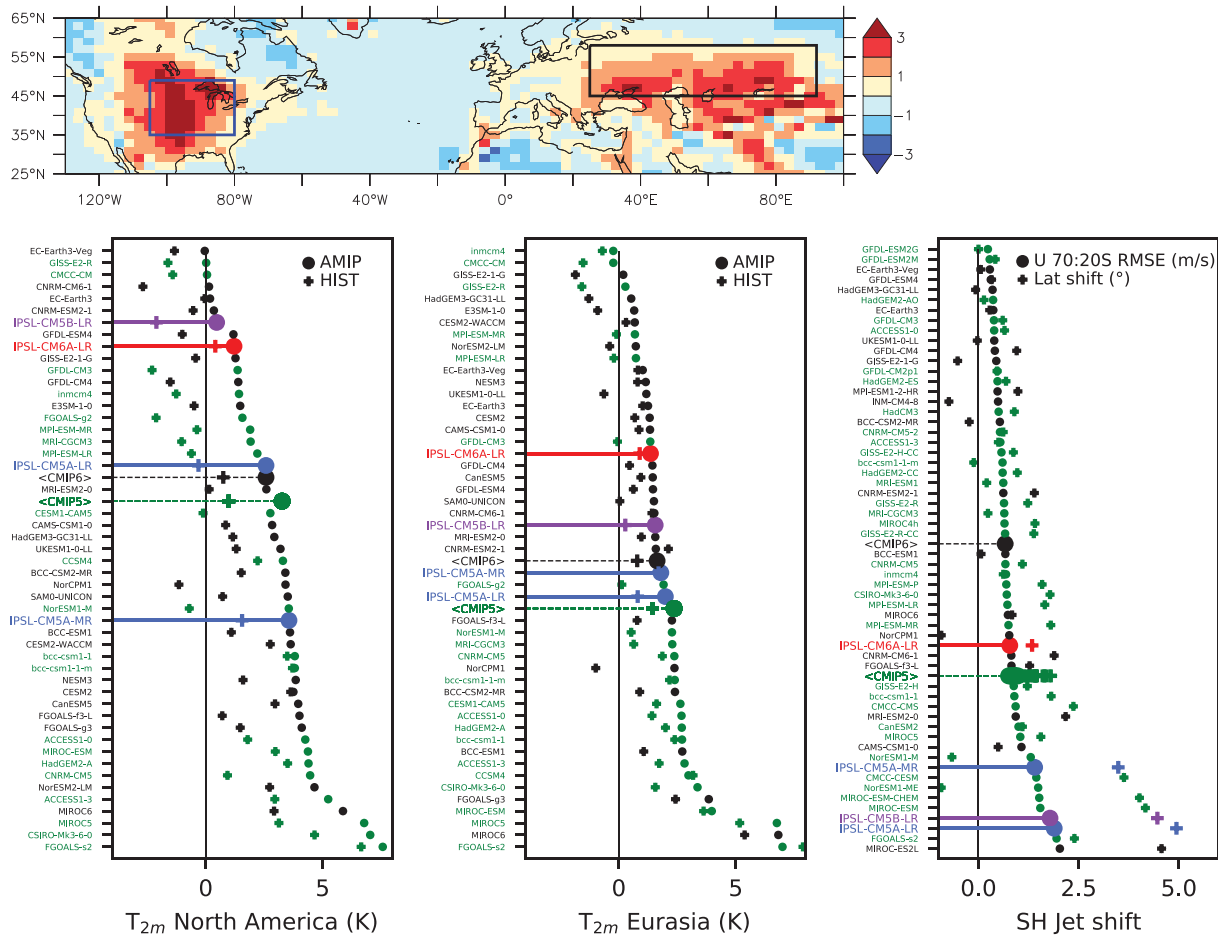 65°N
55°N
45°N
35°N
25°N
120°W
80°W
40°W
0°
40°E
80°E
3
1
−1
−3
EC-Earth3-Veg
GISS-E2-R
CMCC-CM
CNRM-CM6-1
EC-Earth3
CNRM-ESM2-1
IPSL-CM5B-LR
GFDL-ESM4
IPSL-CM6A-LR
GISS-E2-1-G
GFDL-CM3
GFDL-CM4
inmcm4
E3SM-1-0
FGOALS-g2
MPI-ESM-MR
MRI-CGCM3
MPI-ESM-LR
IPSL-CM5A-LR
<CMIP6>
MRI-ESM2-0
<CMIP5>
CESM1-CAM5
CAMS-CSM1-0
HadGEM3-GC31-LL
UKESM1-0-LL
CCSM4
BCC-CSM2-MR
NorCPM1
SAM0-UNICON
NorESM1-M
IPSL-CM5A-MR
BCC-ESM1
CESM2-WACCM
bcc-csm1-1
bcc-csm1-1-m
NESM3
CESM2
CanESM5
FGOALS-f3-L
FGOALS-g3
ACCESS1-0
MIROC-ESM
HadGEM2-A
CNRM-CM5
NorESM2-LM
ACCESS1-3
MIROC6
MIROC5
CSIRO-Mk3-6-0
FGOALS-s2
AMIP
HIST
0
5
T2m North America (K)
inmcm4
CMCC-CM
GISS-E2-1-G
GISS-E2-R
HadGEM3-GC31-LL
E3SM-1-0
CESM2-WACCM
MPI-ESM-MR
NorESM2-LM
MPI-ESM-LR
EC-Earth3-Veg
NESM3
UKESM1-0-LL
EC-Earth3
CESM2
CAMS-CSM1-0
GFDL-CM3
IPSL-CM6A-LR
GFDL-CM4
CanESM5
GFDL-ESM4
SAM0-UNICON
CNRM-CM6-1
IPSL-CM5B-LR
MRI-ESM2-0
CNRM-ESM2-1
<CMIP6>
IPSL-CM5A-MR
FGOALS-g2
IPSL-CM5A-LR
<CMIP5>
FGOALS-f3-L
NorESM1-M
MRI-CGCM3
CNRM-CM5
NorCPM1
bcc-csm1-1-m
BCC-CSM2-MR
CESM1-CAM5
ACCESS1-0
HadGEM2-A
bcc-csm1-1
BCC-ESM1
ACCESS1-3
CCSM4
CSIRO-Mk3-6-0
FGOALS-g3
MIROC-ESM
MIROC5
MIROC6
FGOALS-s2
AMIP
HIST
0
5
T2m Eurasia (K)
GFDL-ESM2G
GFDL-ESM2M
EC-Earth3-Veg
GFDL-ESM4
HadGEM3-GC31-LL
HadGEM2-AO
EC-Earth3
GFDL-CM3
ACCESS1-0
UKESM1-0-LL
GFDL-CM4
GISS-E2-1-G
GFDL-CM2p1
HadGEM2-ES
MPI-ESM-1-2-HR
INM-CM4-8
HadCM3
BCC-CSM2-MR
CNRM-CM5-2
ACCESS1-3
GISS-E2-H-CC
bcc-csm1-1-m
HadGEM2-CC
MRI-ESM1
CNRM-ESM2-1
GISS-E2-R
MRI-CGCM3
MIROC4h
GISS-E2-R-CC
<CMIP6>
BCC-ESM1
CNRM-CM5
inmcm4
MPI-ESM-P
CSIRO-Mk3-6-0
MPI-ESM-LR
MIROC6
MPI-ESM-MR
NorCPM1
IPSL-CM6A-LR
CNRM-CM6-1
FGOALS-f3-L
<CMIP5>
GISS-E2-H
bcc-csm1-1
CMCC-CMS
MRI-ESM2-0
CanESM2
MIROC5
CAMS-CSM1-0
NorESM1-M
IPSL-CM5A-MR
CMCC-CESM
NorESM1-ME
MIROC-ESM-CHEM
MIROC-ESM
IPSL-CM5B-LR
IPSL-CM5A-LR
FGOALS-s2
MIROC-ES2L
U 70:20S RMSE (m/s)
Lat shift (°)
0.0
2.5
5.0
SH Jet shift